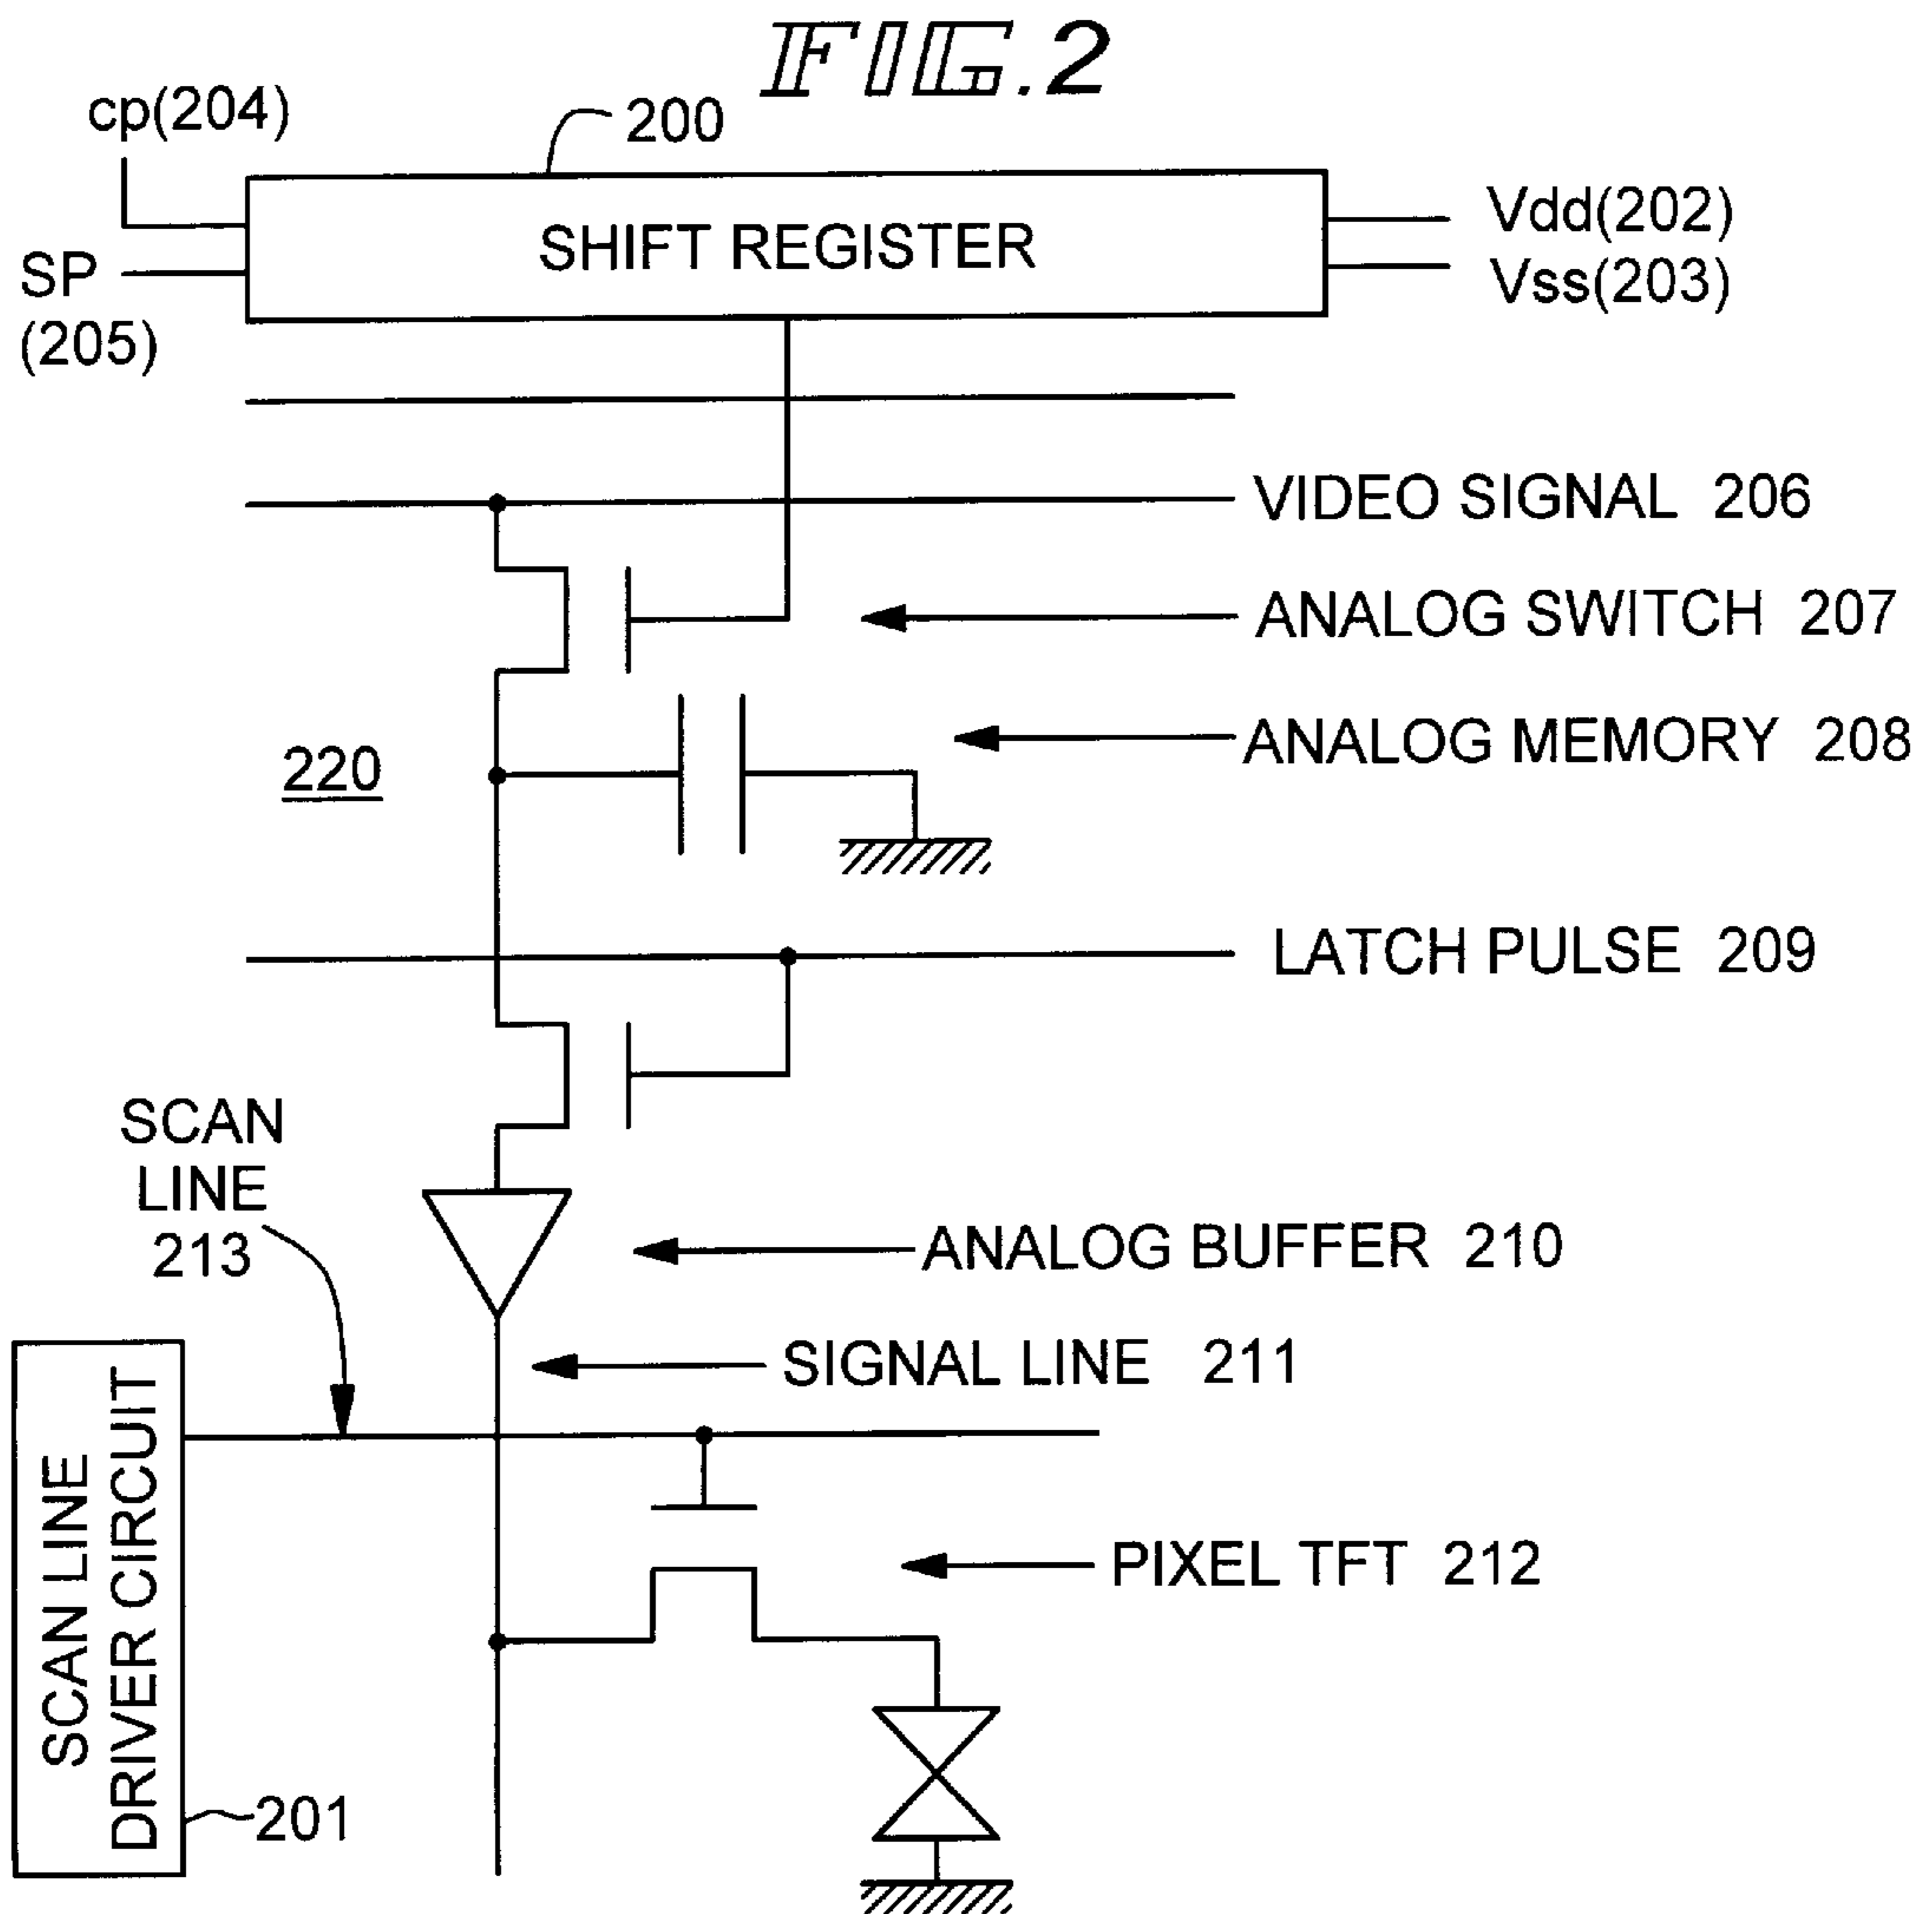 FIG.2
cp(204)
200
SHIFT REGISTER
Vdd(202)
SP
Vss(203)
(205)
VIDEO SIGNAL 206
ANALOG SWITCH 207
ANALOG MEMORY 208
220
LATCH PULSE 209
SCAN
LINE
213
ANALOG BUFFER 210
SIGNAL LINE 211
SCAN LINE
DRIVER CIRCUIT
PIXEL TFT 212
201